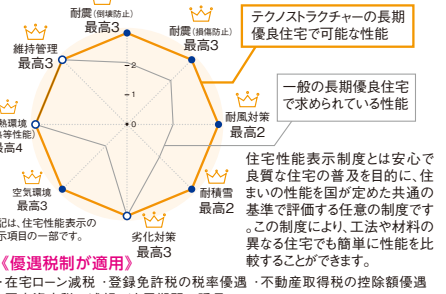 耐震(倒壊防止)
最高3
耐震(損傷防止)
最高3
テクノストラクチャーの長期
優良住宅で可能な性能
維持管理
最高3
2
1
0
一般の長期優良住宅
で求められている性能
熱環境
等性能)
最高4
耐風対策
最高2
空気環境
最高3
耐積雪
最高2
劣化対策
最高3
記は、住宅性能表示の
示項目の一部です。
住宅性能表示制度とは安心で
良質な住宅の普及を目的に、住
まいの性能を国が定めた共通の
基準で評価する任意の制度です
。この制度により、工法や材料の
異なる住宅でも簡単に性能を比
較することができます。
《優遇税制が適用》
・在宅ローン減税 ・登録免許税の税率優遇 ・不動産取得税の控除額優遇